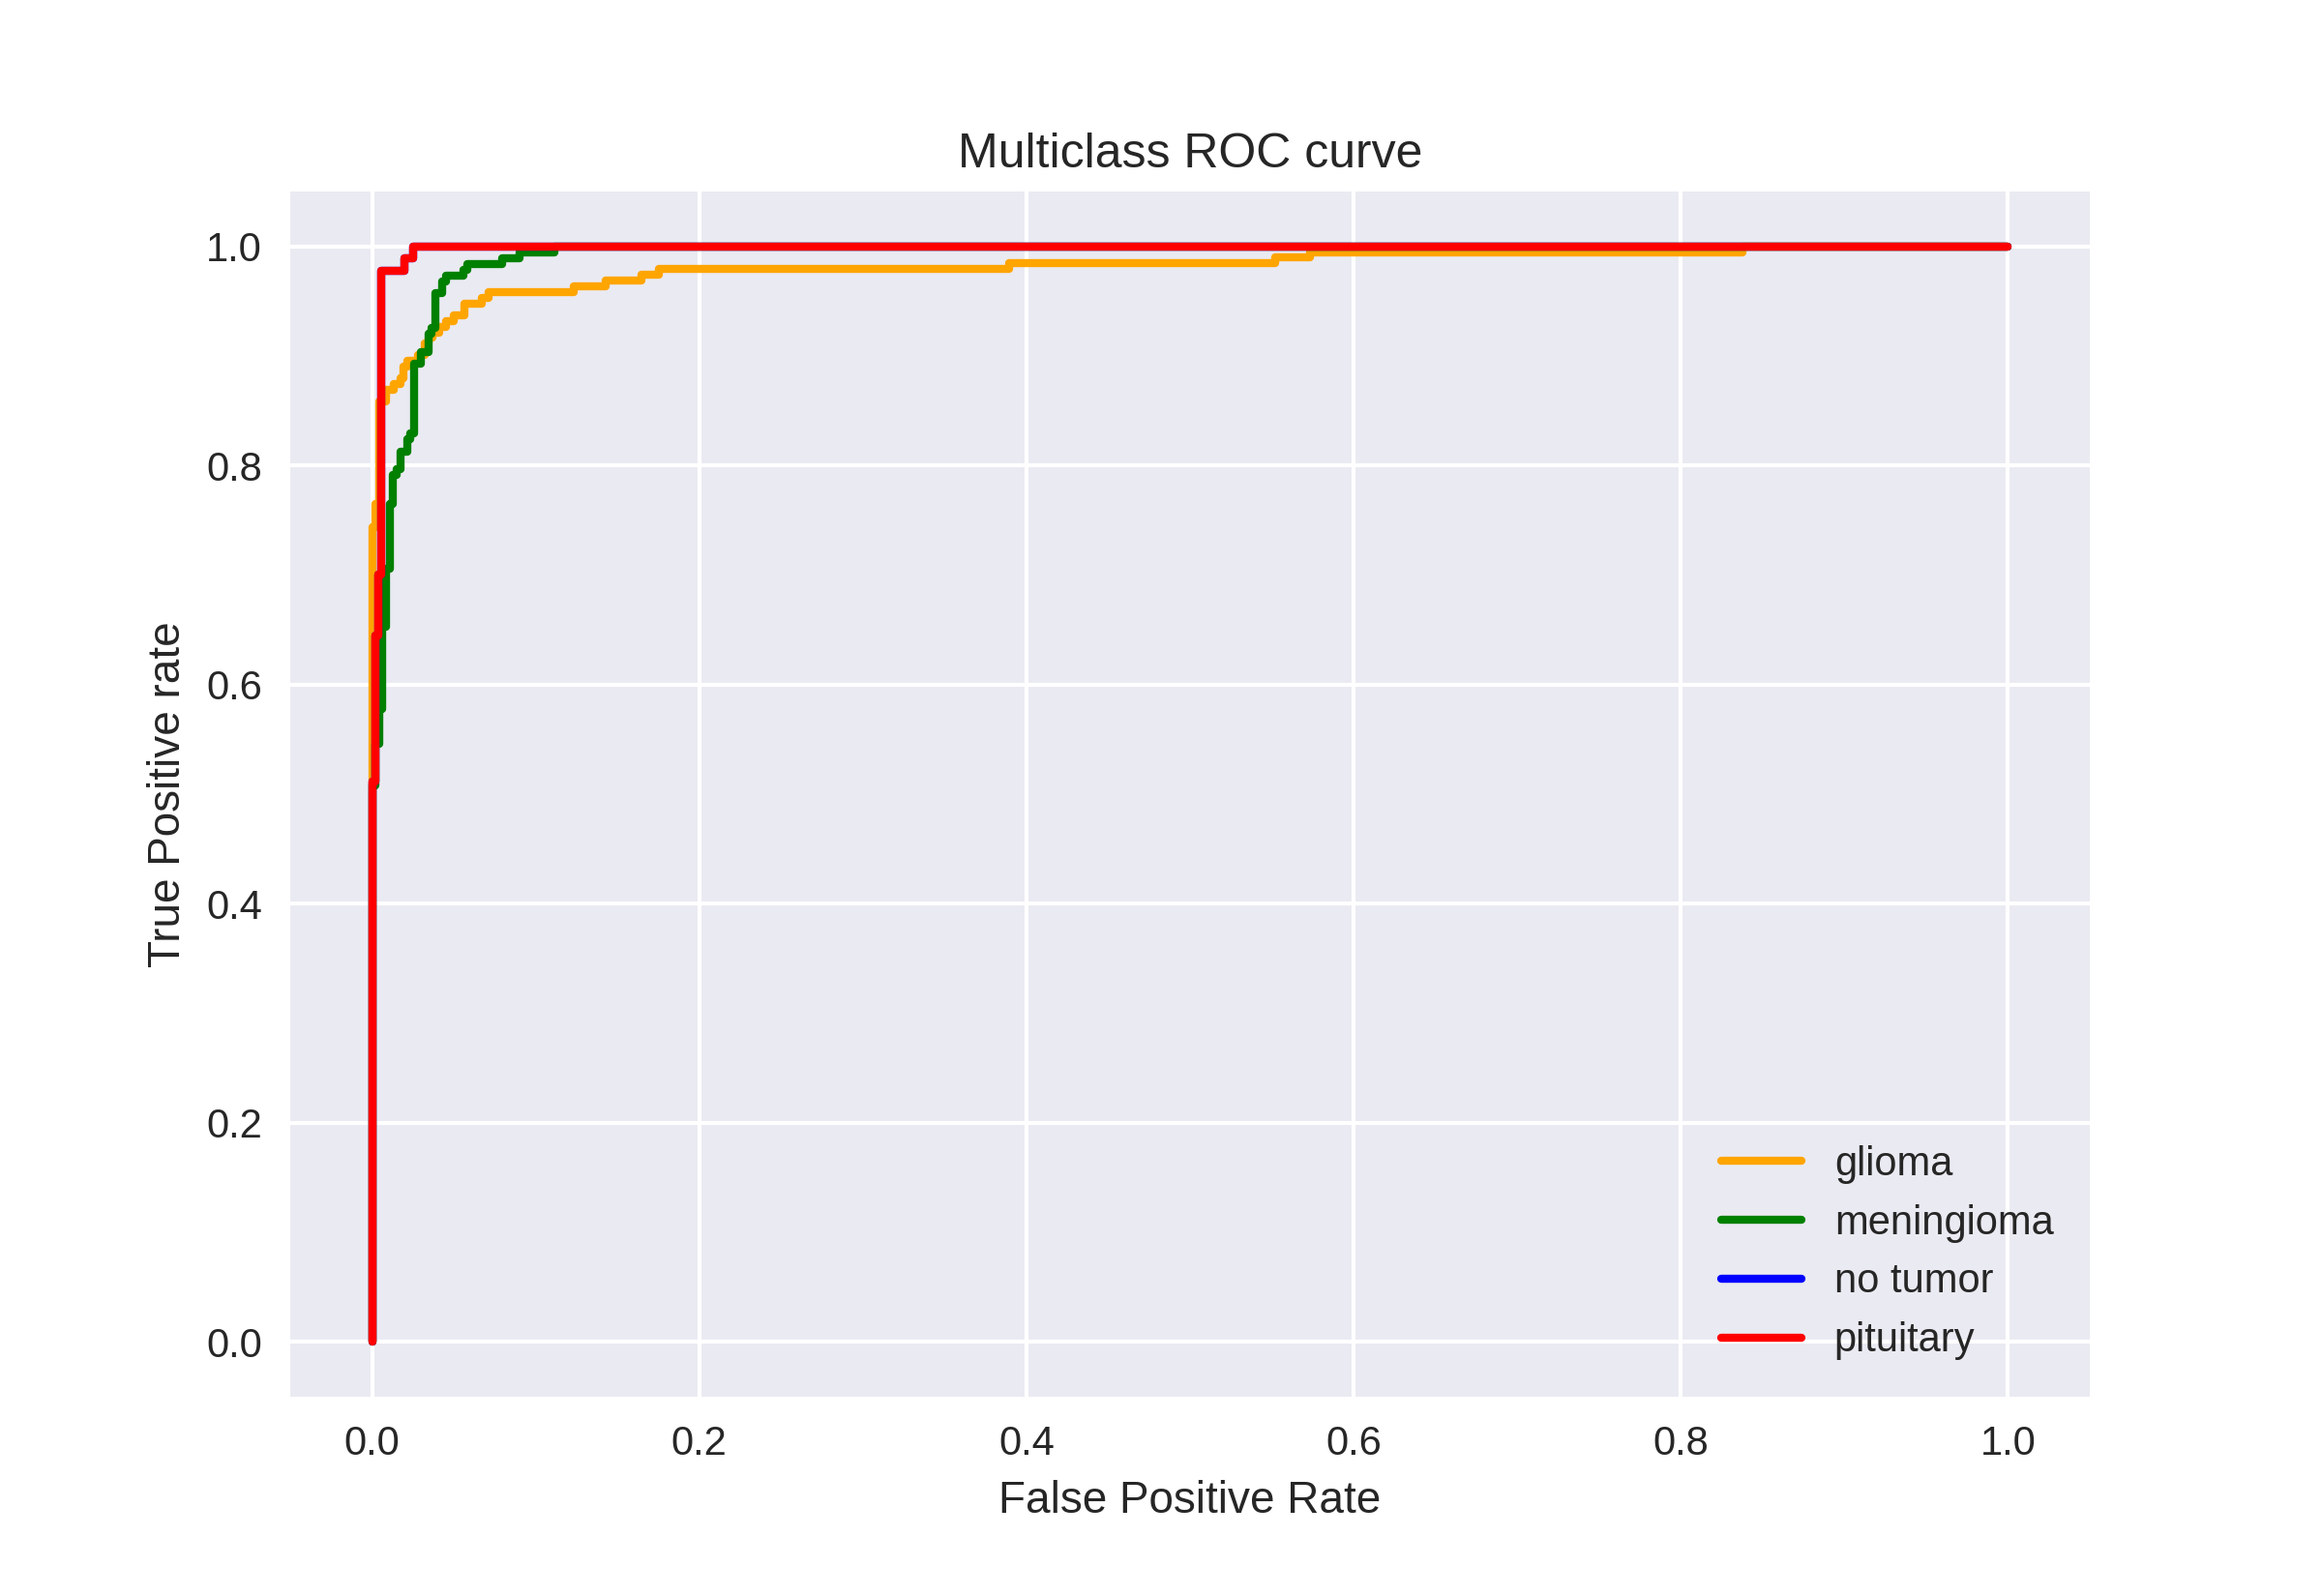 Multiclass ROC curve
1.0
0.8
0.6
0.4
0.2
0.0
True Positive rate
glioma
meningioma
no tumor
pituitary
0.0 0.2 0.4 0.6 0.8 1.0
False Positive Rate